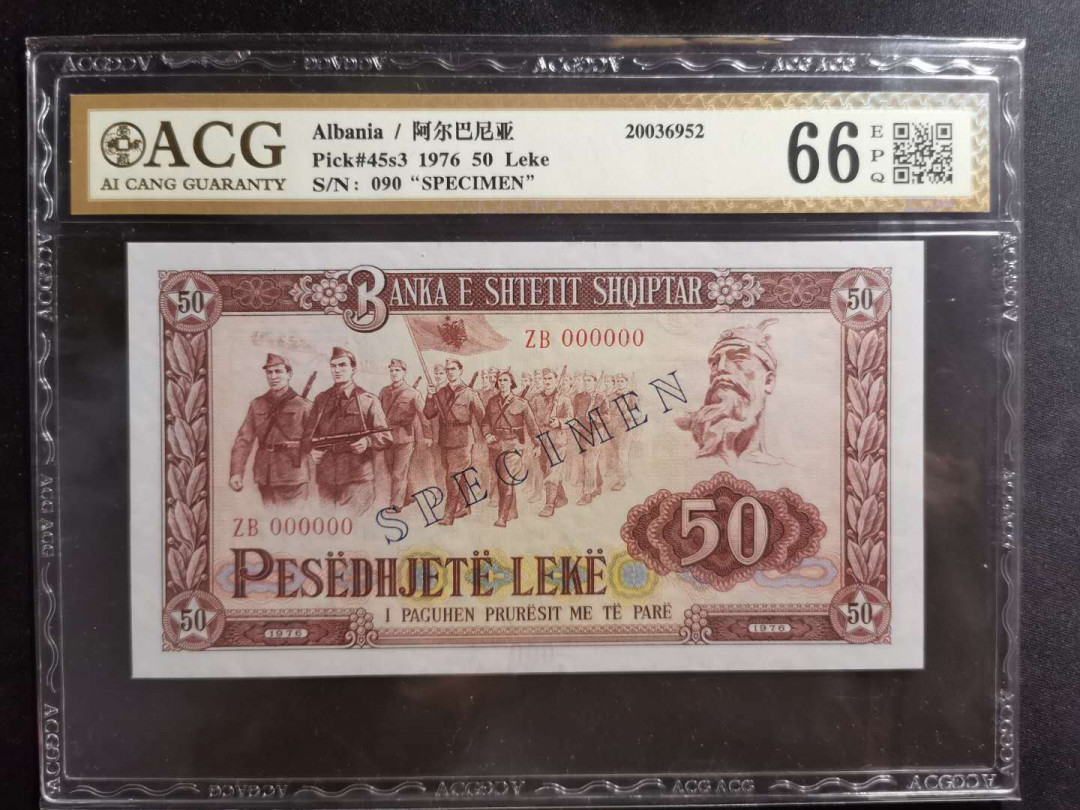 ACG
AI CANG GUARANTY
Albania / 阿尔巴尼亚
Pick#45s3 1976 50 Leke
S/N: 090 “SPECIMEN”
20036952
66
EPQ
50
BANKA E SHTETIT SHQIPTAR
50
ZB 000000
SPECIMEN
ZB 000000
50
PESËDHJETË LEKË
I PAGUHEN PRURËSIT ME TË PARË
50
1976
1976
50